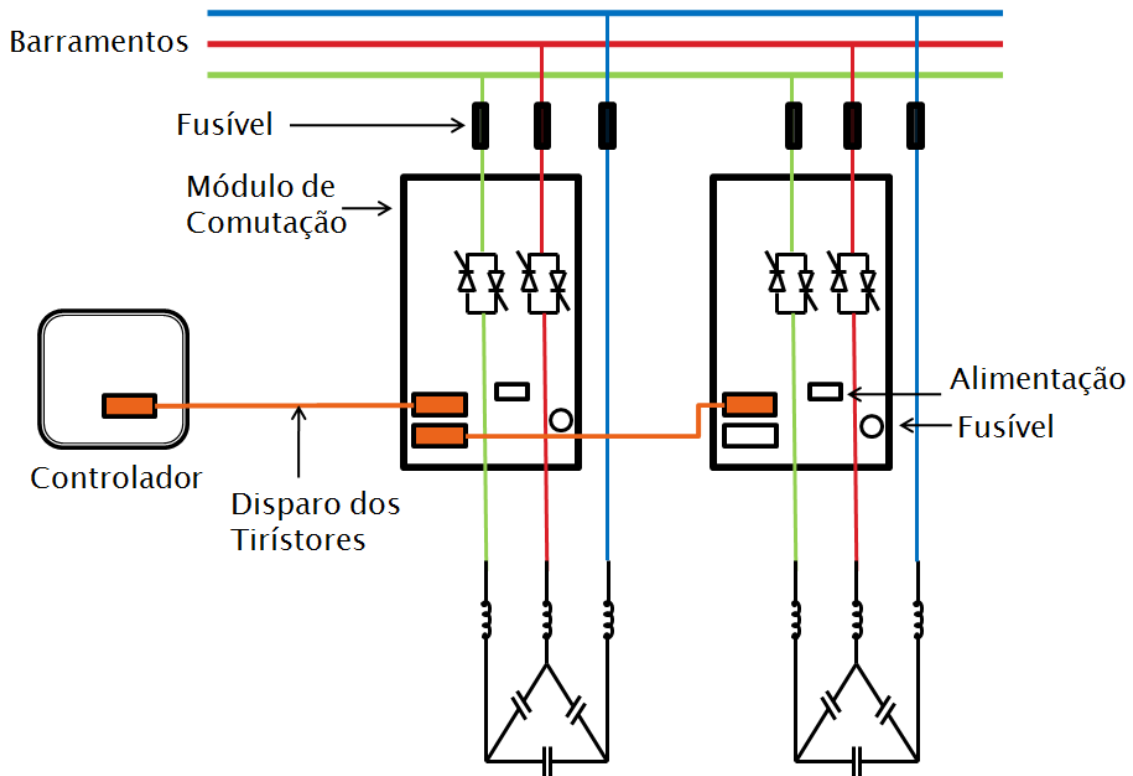 Barramentos
Fusível
Módulo de
Comutação
Alimentação
Fusível
Controlador
Disparo dos
Tirístores